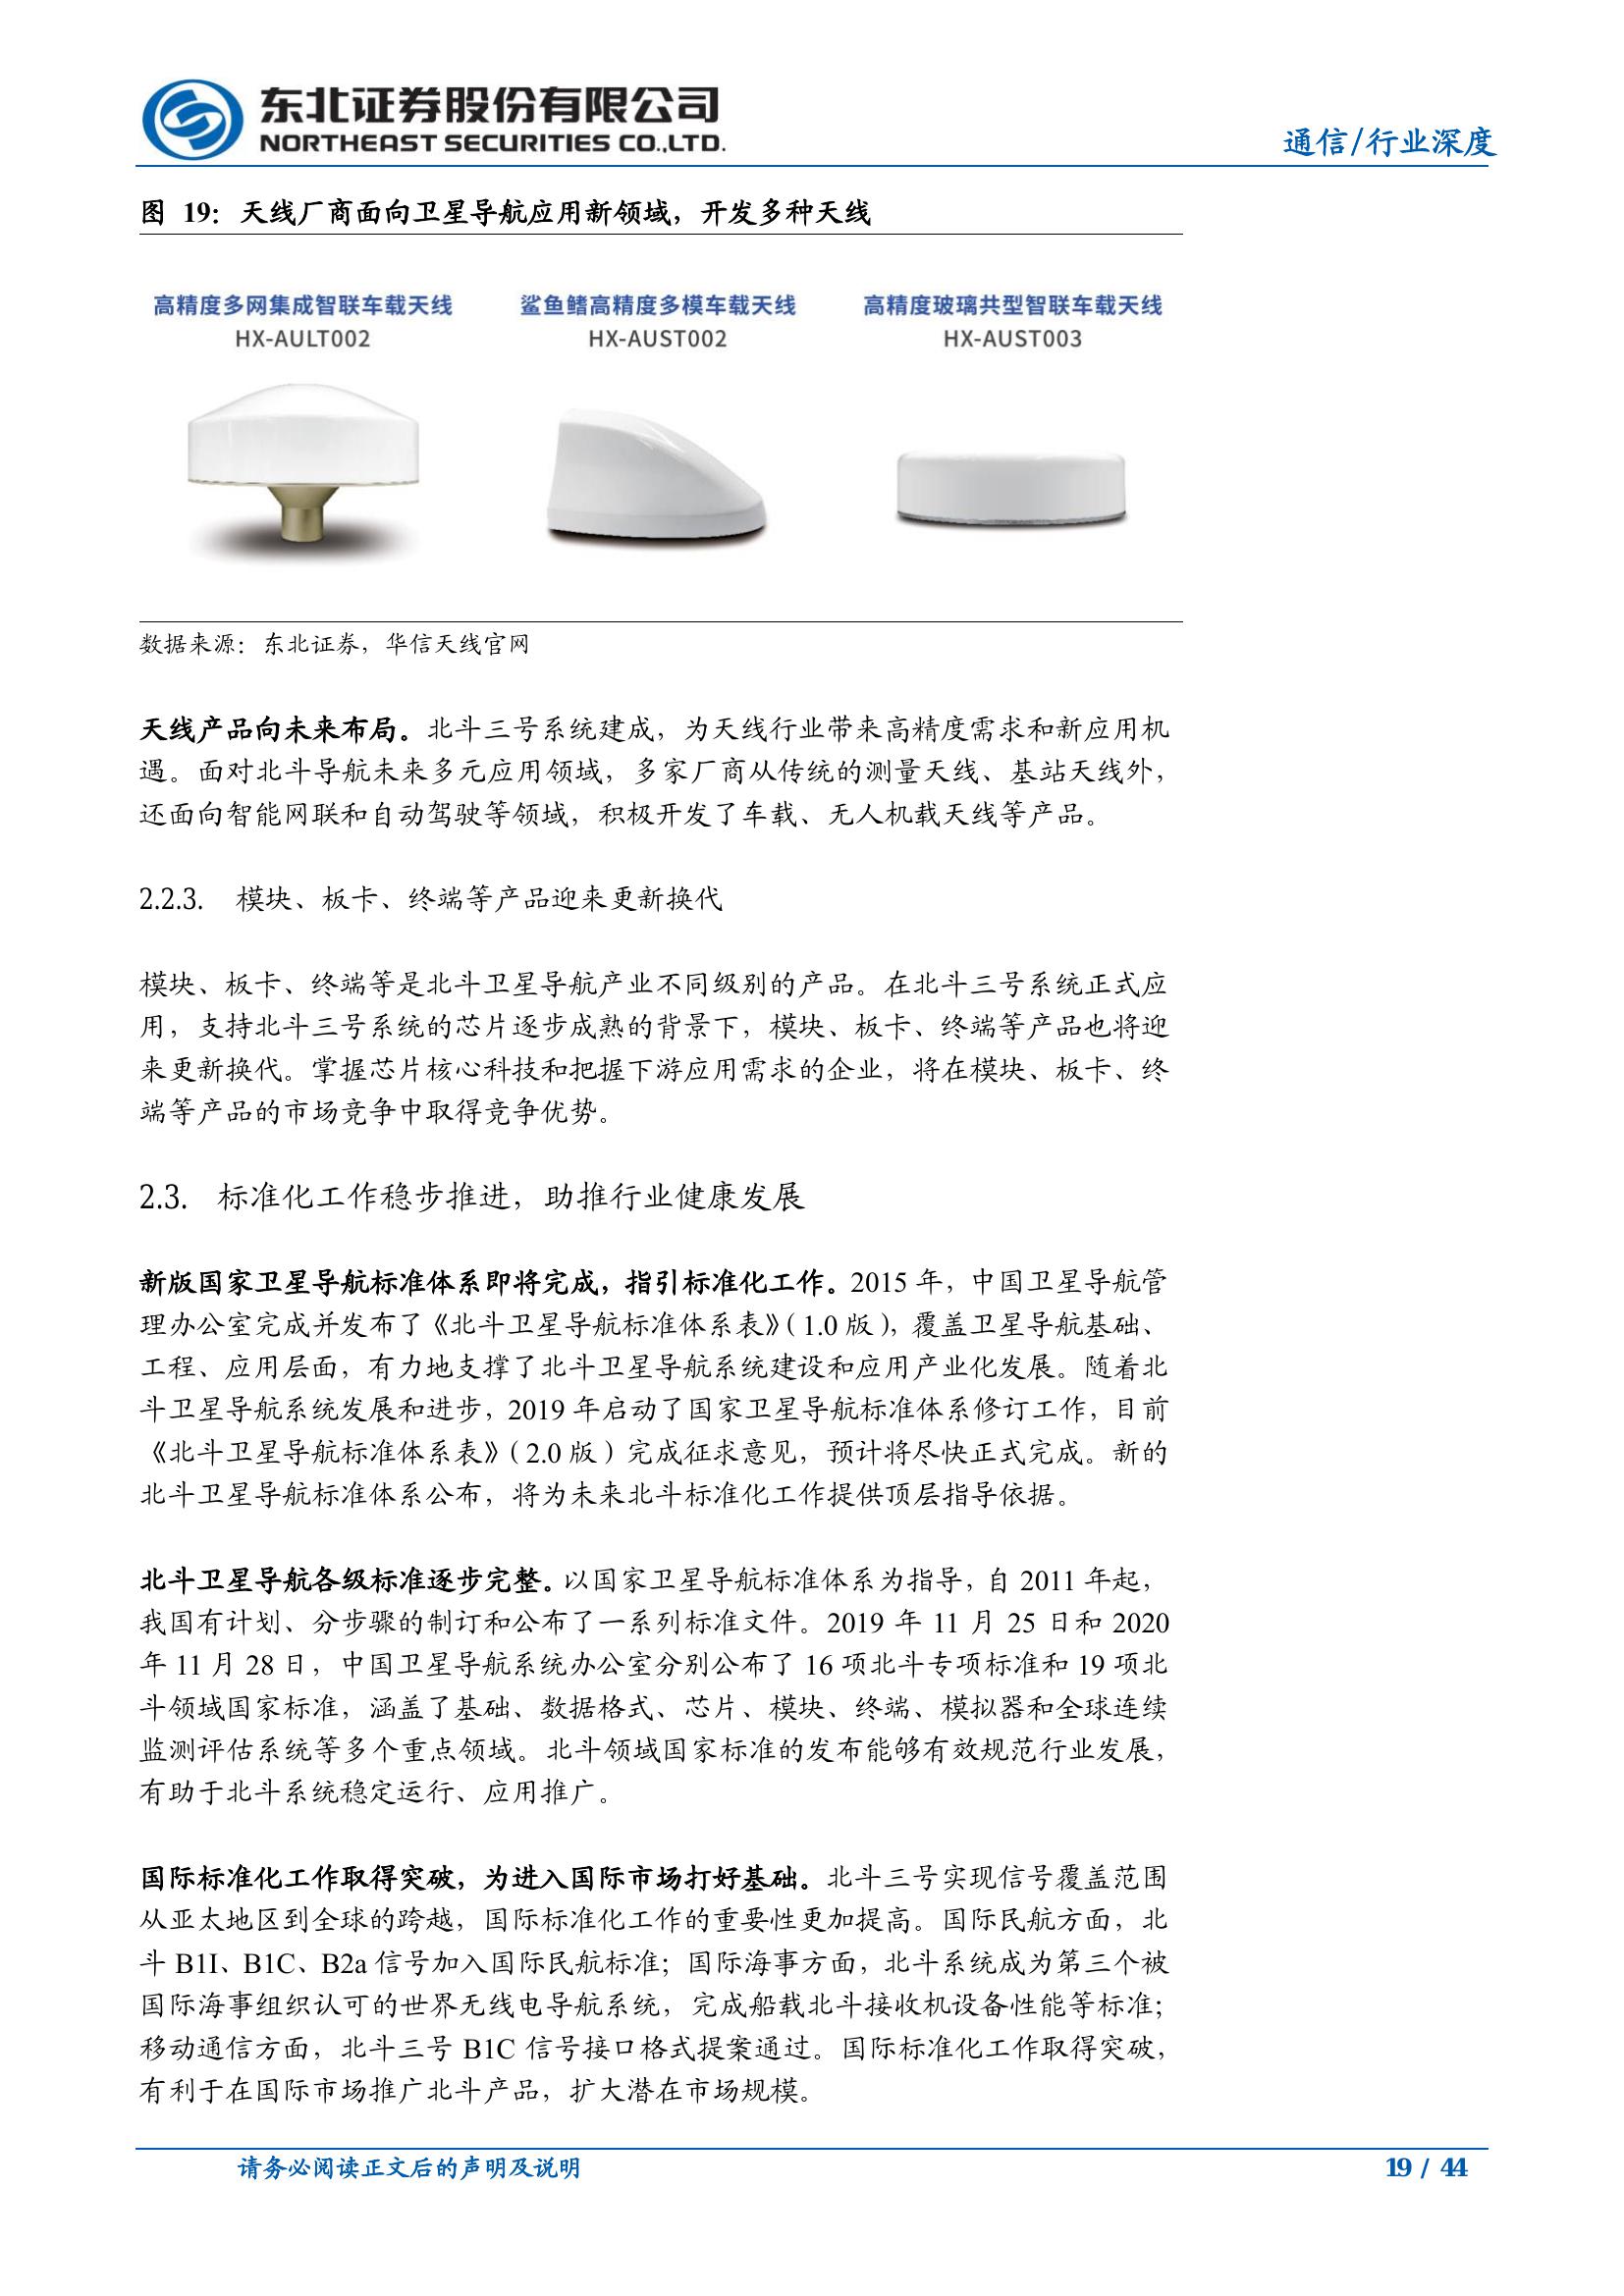 东北证券股份有限公司
NORTHEAST SECURITIES CO.,LTD.
通信/行业深度
图 19：天线厂商面向卫星导航应用新领域，开发多种天线
高精度多网集成智联车载天线
HX-AULT002
鲨鱼鳍高精度多模车载天线
HX-AUST002
高精度玻璃共型智联车载天线
HX-AUST003
数据来源：东北证券，华信天线官网
天线产品向未来布局。北斗三号系统建成，为天线行业带来高精度需求和新应用机
遇。面对北斗导航未来多元应用领域，多家厂商从传统的测量天线、基站天线外，
还面向智能网联和自动驾驶等领域，积极开发了车载、无人机载天线等产品。
2.2.3. 模块、板卡、终端等产品迎来更新换代
模块、板卡、终端等是北斗卫星导航产业不同级别的产品。在北斗三号系统正式应
用，支持北斗三号系统的芯片逐步成熟的背景下，模块、板卡、终端等产品也将迎
来更新换代。掌握芯片核心科技和把握下游应用需求的企业，将在模块、板卡、终
端等产品的市场竞争中取得竞争优势。
2.3. 标准化工作稳步推进，助推行业健康发展
新版国家卫星导航标准体系即将完成，指引标准化工作。2015 年，中国卫星导航管
理办公室完成并发布了《北斗卫星导航标准体系表》（1.0 版），覆盖卫星导航基础、
工程、应用层面，有力地支撑了北斗卫星导航系统建设和应用产业化发展。随着北
斗卫星导航系统发展和进步，2019 年启动了国家卫星导航标准体系修订工作，目前
《北斗卫星导航标准体系表》（2.0 版）完成征求意见，预计将尽快正式完成。新的
北斗卫星导航标准体系公布，将为未来北斗标准化工作提供顶层指导依据。
北斗卫星导航各级标准逐步完整。以国家卫星导航标准体系为指导，自 2011 年起，
我国有计划、分步骤的制订和公布了一系列标准文件。2019 年 11 月 25 日和 2020
年 11 月 28 日，中国卫星导航系统办公室分别公布了 16 项北斗专项标准和 19 项北
斗领域国家标准，涵盖了基础、数据格式、芯片、模块、终端、模拟器和全球连续
监测评估系统等多个重点领域。北斗领域国家标准的发布能够有效规范行业发展，
有助于北斗系统稳定运行、应用推广。
国际标准化工作取得突破，为进入国际市场打好基础。北斗三号实现信号覆盖范围
从亚太地区到全球的跨越，国际标准化工作的重要性更加提高。国际民航方面，北
斗 B1I、B1C、B2a 信号加入国际民航标准；国际海事方面，北斗系统成为第三个被
国际海事组织认可的世界无线电导航系统，完成船载北斗接收机设备性能等标准；
移动通信方面，北斗三号 B1C 信号接口格式提案通过。国际标准化工作取得突破，
有利于在国际市场推广北斗产品，扩大潜在市场规模。
请务必阅读正文后的声明及说明
19 / 44